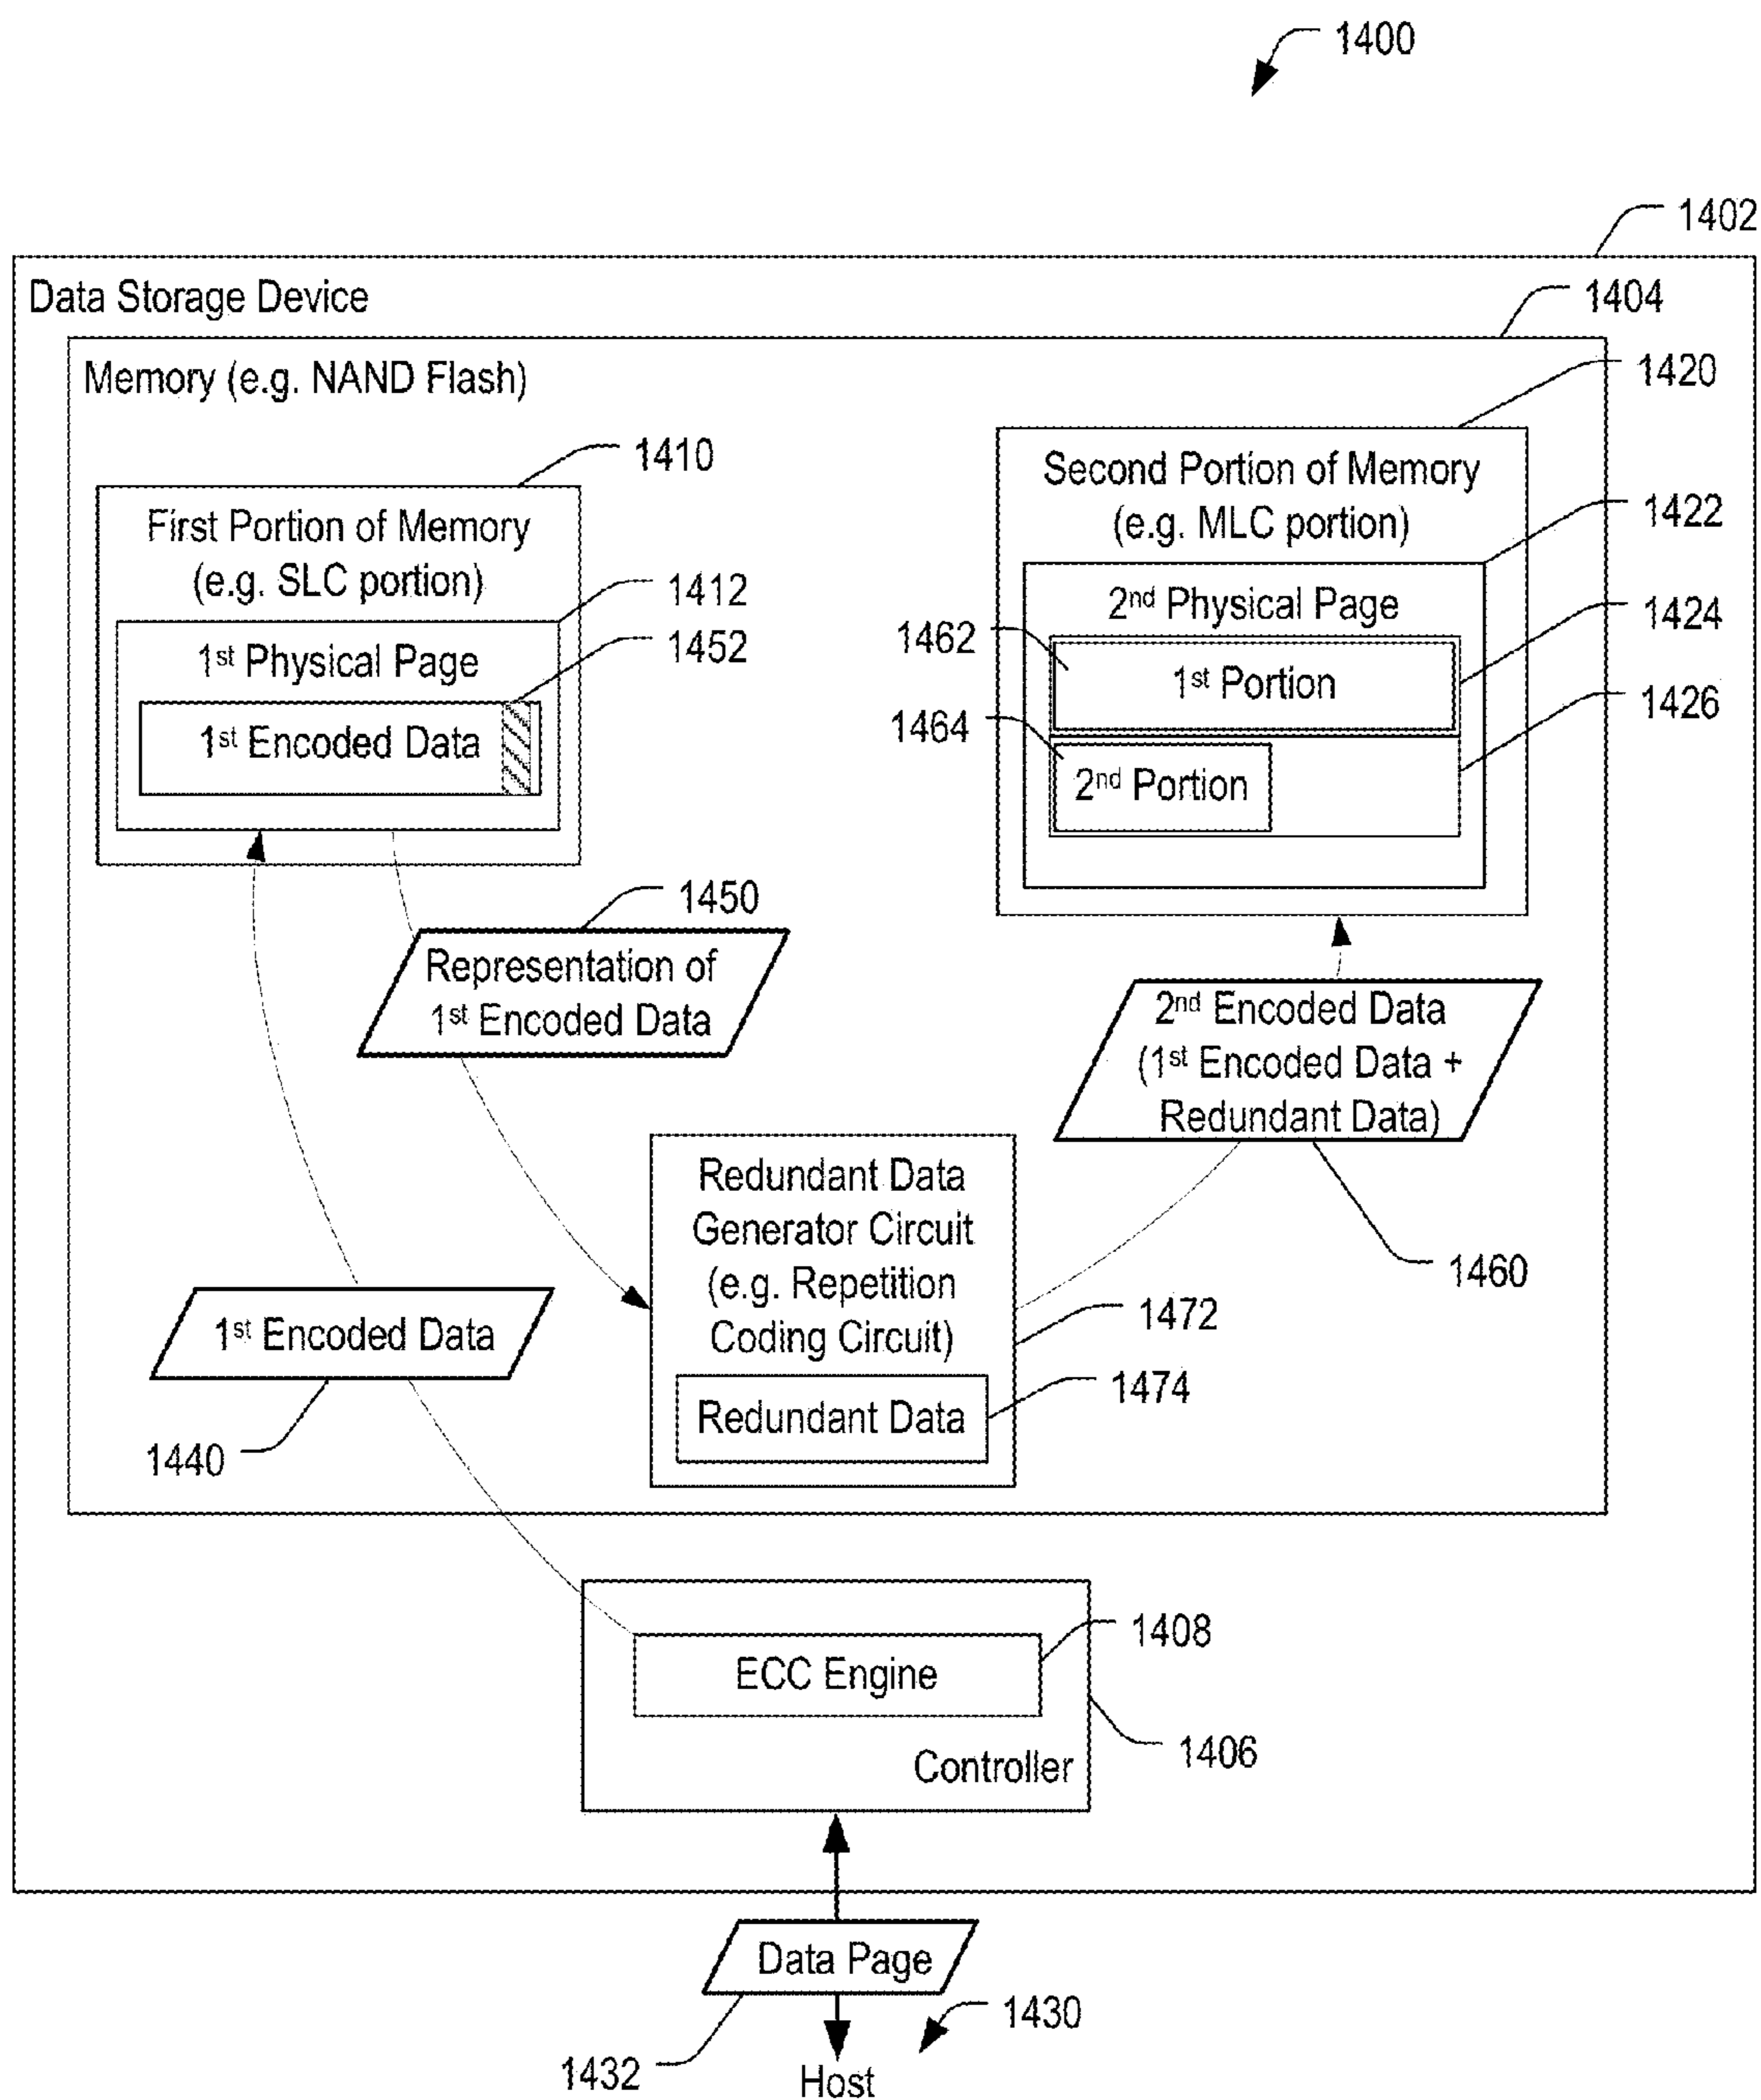 1400
1402
Data Storage Device
1404
Memory (e.g. NAND Flash)
1420
1410
Second Portion of Memory
(e.g. MLC portion)
1422
First Portion of Memory
(e.g. SLC portion)
1412
2nd Physical Page
1424
1462
1452
1st Physical Page
1st Portion
1426
1464
1st Encoded Data
2nd Portion
1450
Representation of
1st Encoded Data
2nd Encoded Data
(1st Encoded Data +
Redundant Data)
1460
Redundant Data
Generator Circuit
(e.g. Repetition
Coding Circuit)
1472
1st Encoded Data
1474
Redundant Data
1440
1408
ECC Engine
1406
Controller
Data Page
1430
1432
Host